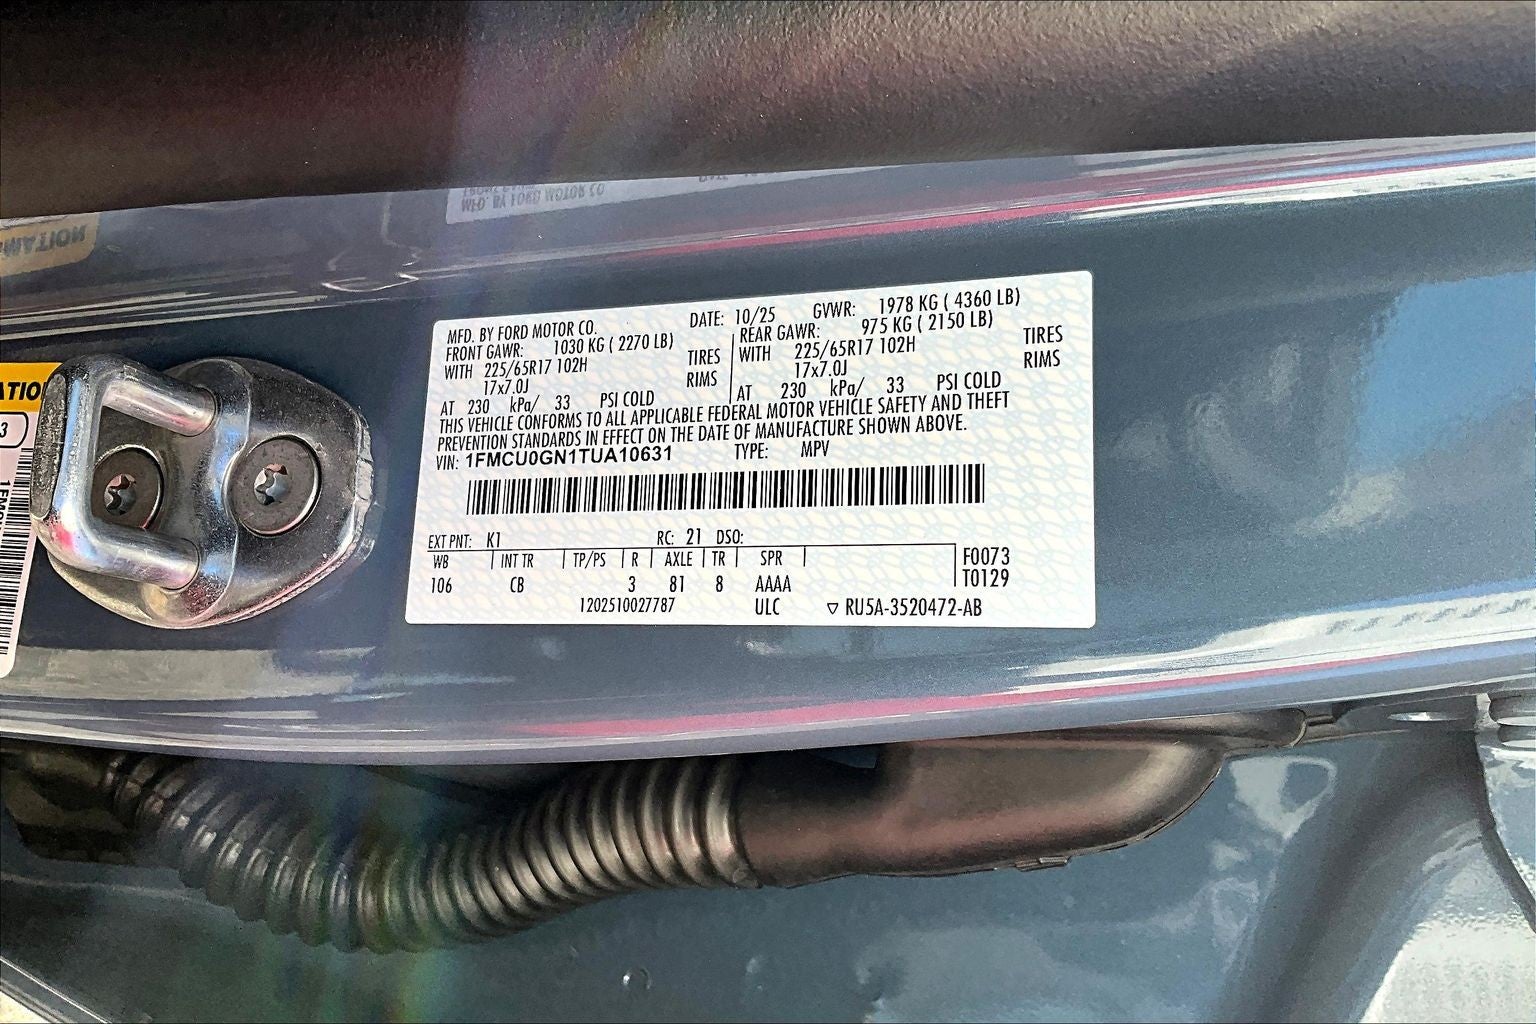 MFD. BY FORD MOTOR CO. DATE: 10/25 GVWR: 1978 KG ( 4360 LB)
FRONT GAWR: 1030 KG ( 2270 LB) REAR GAWR: 975 KG ( 2150 LB)
WITH 225/65R17 102H TIRES WITH 225/65R17 102H TIRES
17x7.0J RIMS 17x7.0J RIMS
AT 230 kPa/ 33 PSI COLD AT 230 kPa/ 33 PSI COLD
THIS VEHICLE CONFORMS TO ALL APPLICABLE FEDERAL MOTOR VEHICLE SAFETY AND THEFT
PREVENTION STANDARDS IN EFFECT ON THE DATE OF MANUFACTURE SHOWN ABOVE.
VIN: 1FMCU0GN1TUA10631 TYPE: MPV
EXT PNT: K1 RC: 21 DSO:
WB INT TR TP/PS R AXLE TR SPR F0073
106 CB 3 81 8 AAAA T0129
1202510027787 ULC ▽ RU5A-3520472-AB